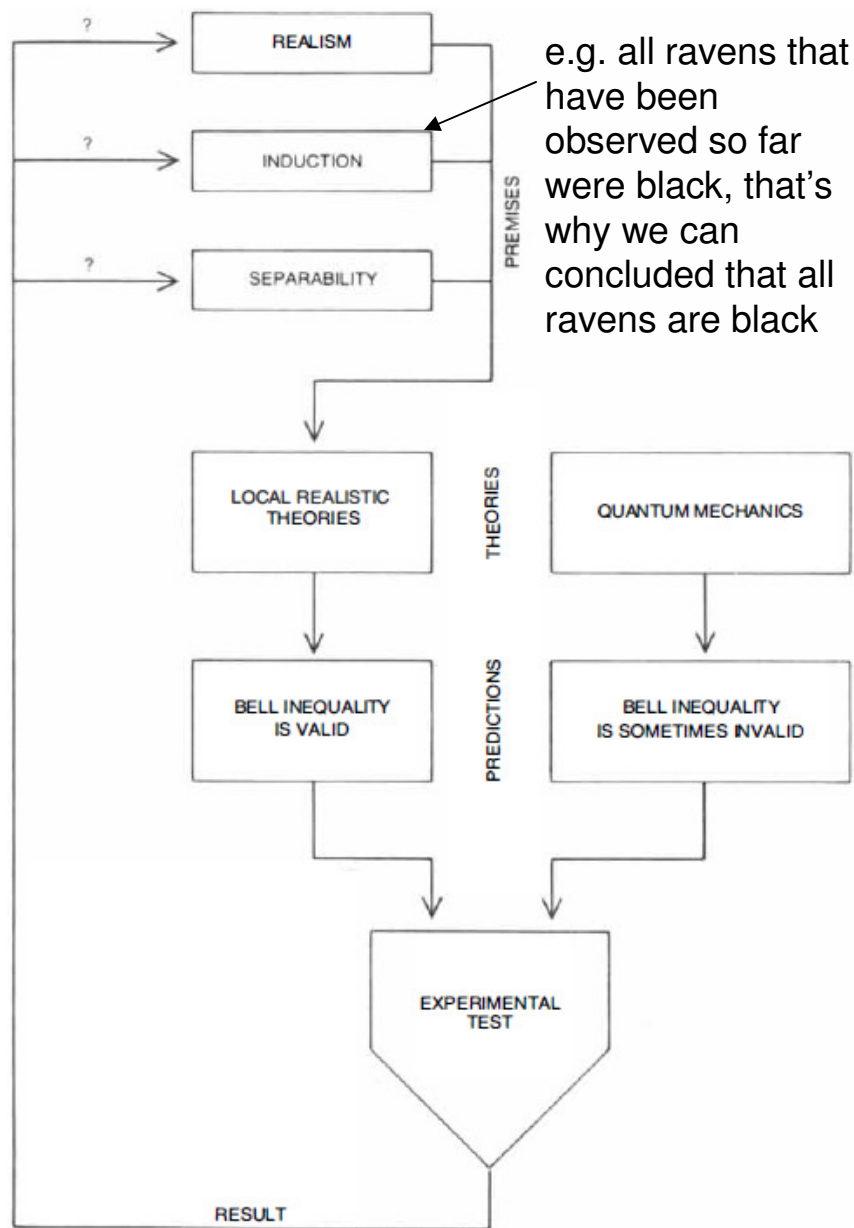 ?
REALISM
?
INDUCTION
?
SEPARABILITY
PREMISES
e.g. all ravens that
have been
observed so far
were black, that's
why we can
concluded that all
ravens are black
LOCAL REALISTIC
THEORIES
THEORIES
QUANTUM MECHANICS
BELL INEQUALITY
IS VALID
PREDICTIONS
BELL INEQUALITY
IS SOMETIMES INVALID
EXPERIMENTAL
TEST
RESULT